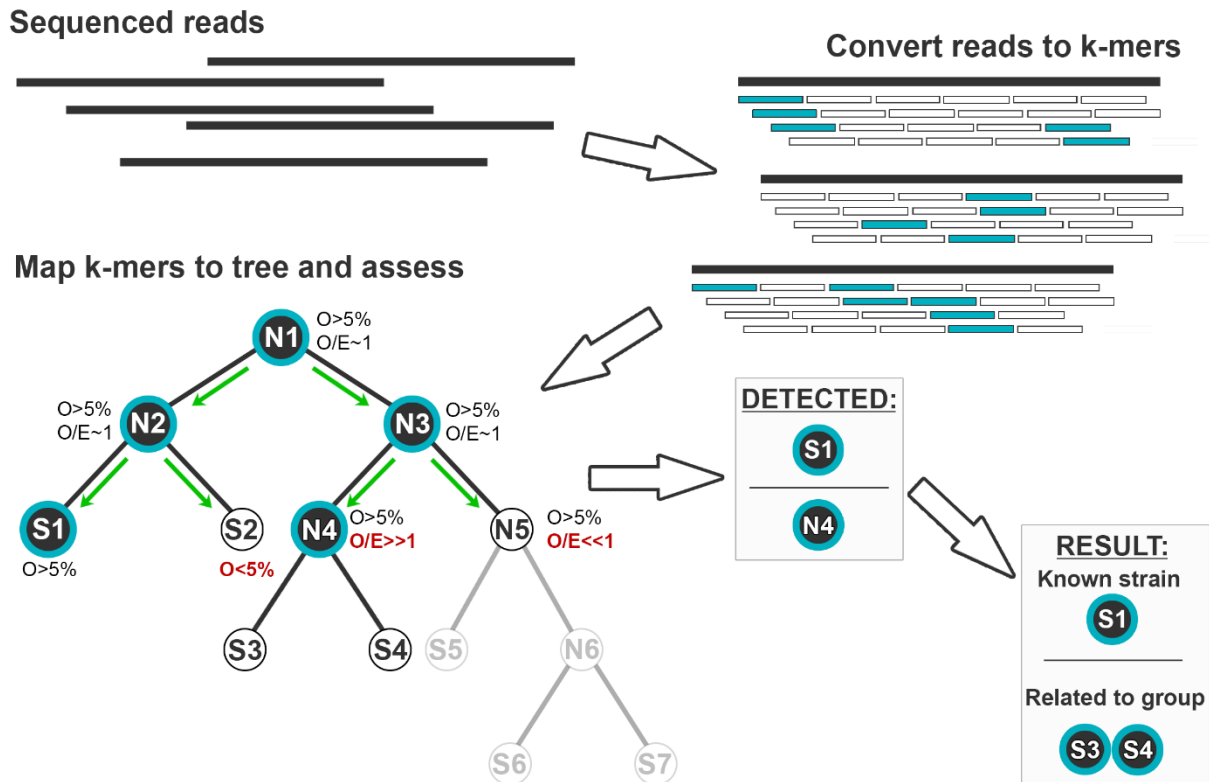 Sequenced reads
Convert reads to k-mers
Map k-mers to tree and assess
N1
O>5%
O/E~1
O>5%
O/E~1
N2
N3
O>5%
O/E~1
S1
O>5%
S2
O<5%
N4
O>5%
O/E>>1
N5
O>5%
O/E<<1
S3
S4
S5
N6
S6
S7
DETECTED:
S1
N4
RESULT:
Known strain
S1
Related to group
S3 S4